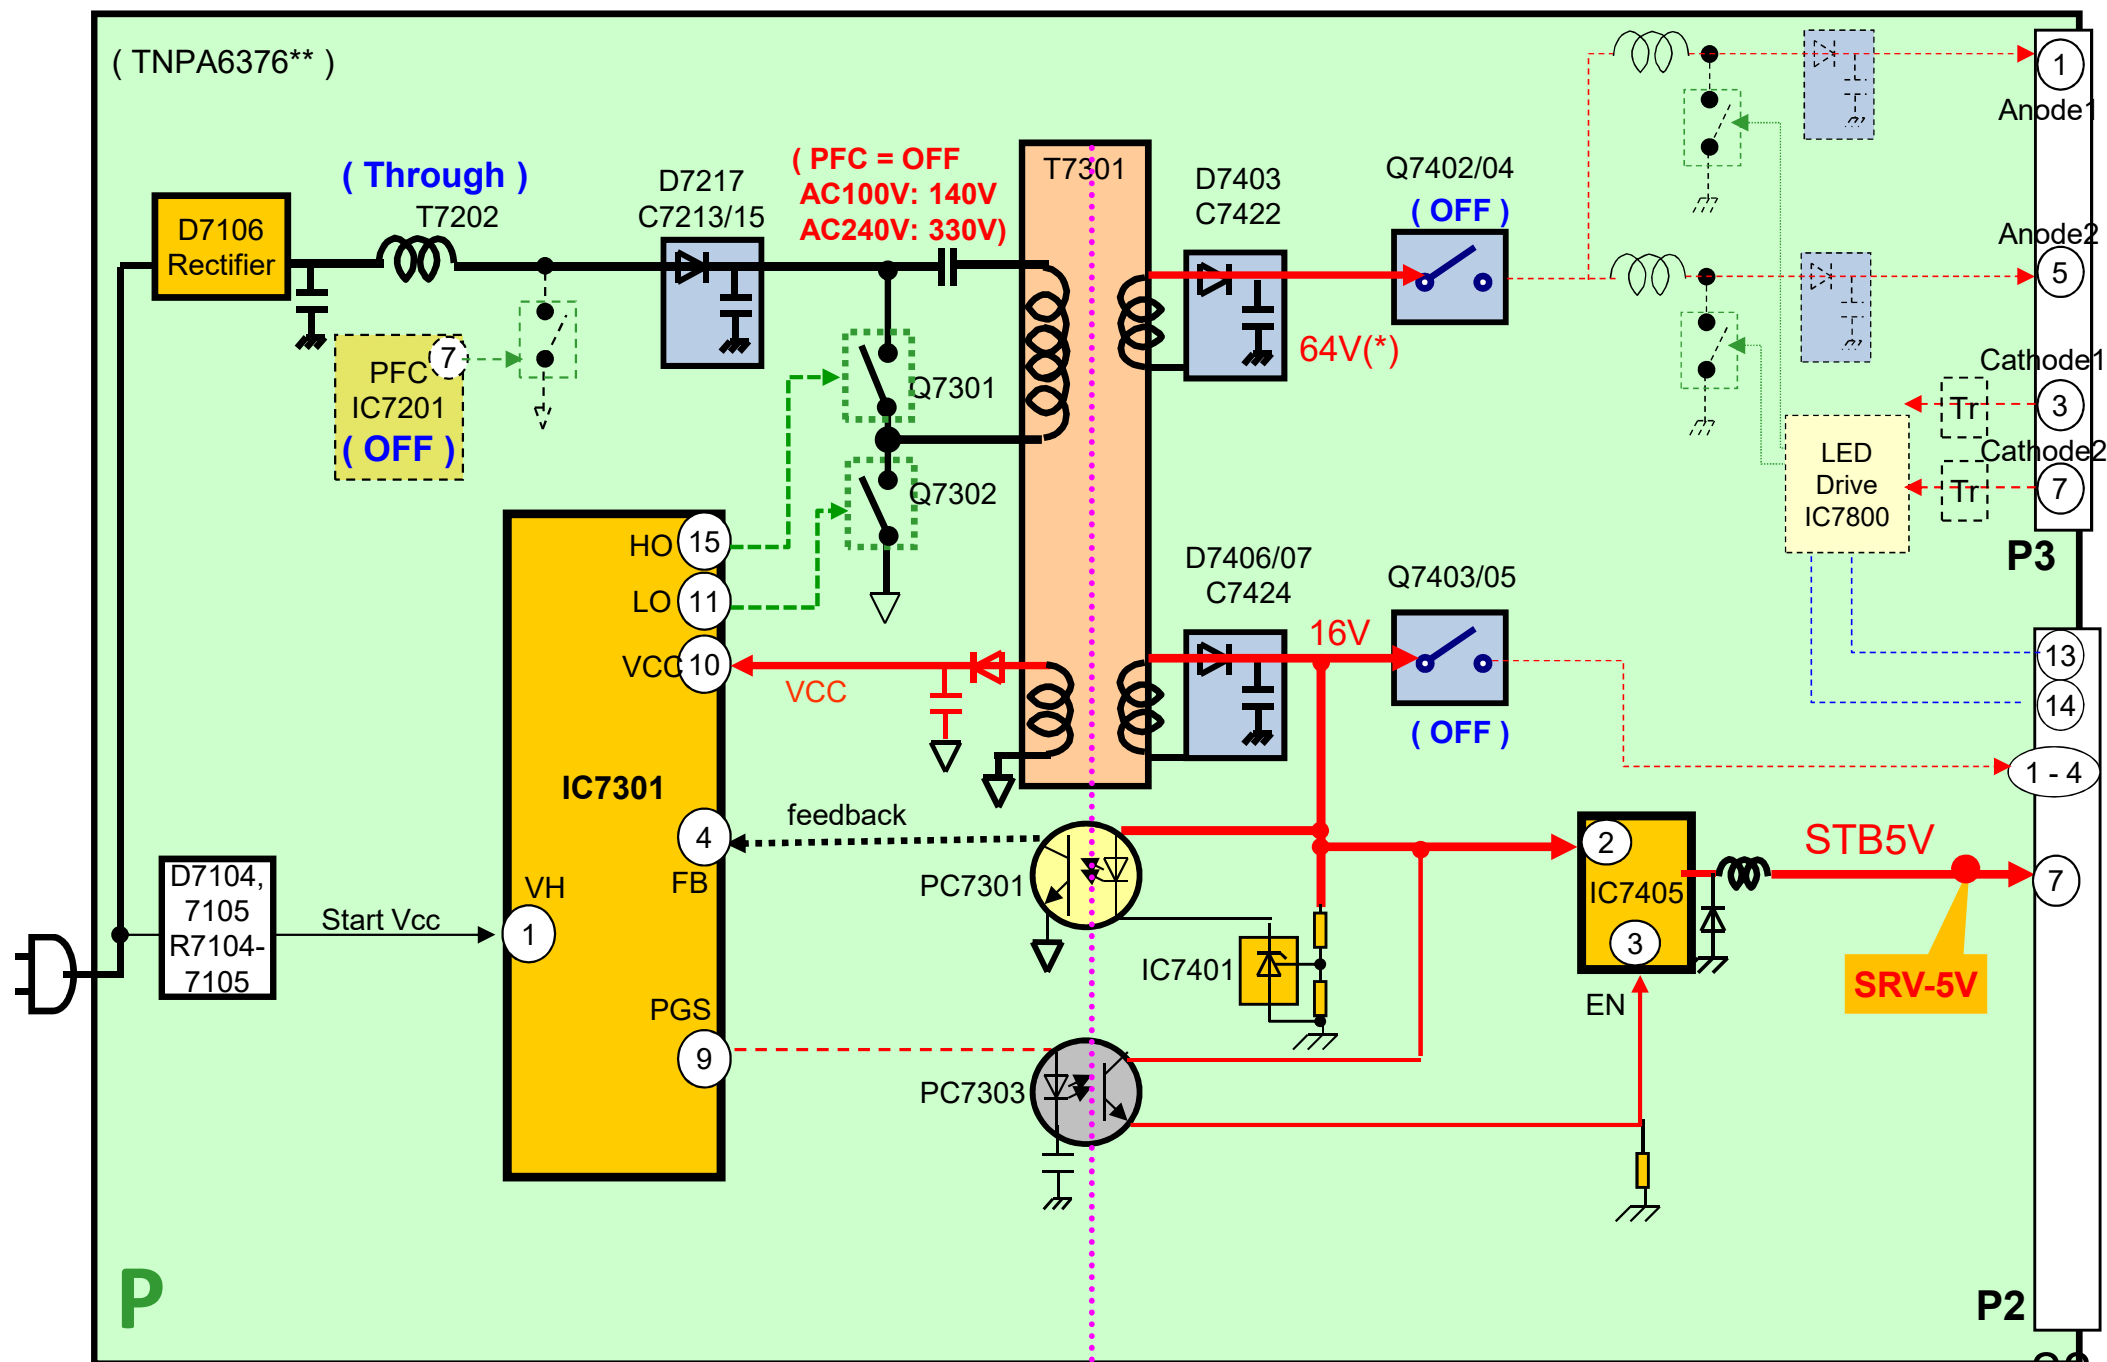 ( TNPA6376** )
1
Anode1
( Through )
T7202
D7217
C7213/15
( PFC = OFF
AC100V: 140V
AC240V: 330V)
T7301
D7403
C7422
Q7402/04
( OFF )
D7106
Rectifier
Anode2
5
64V(*)
7
PFC
IC7201
( OFF )
Q7301
Q7302
Cathode1
Tr
3
Cathode2
Tr
7
LED
Drive
IC7800
P3
HO
15
LO
11
VCC
10
VCC
D7406/07
C7424
16V
Q7403/05
( OFF )
13
14
1 - 4
IC7301
feedback
4
FB
PC7301
2
IC7405
3
EN
STB5V
7
SRV-5V
D7104,
7105
R7104-
7105
Start Vcc
VH
1
IC7401
PGS
9
PC7303
P
P2